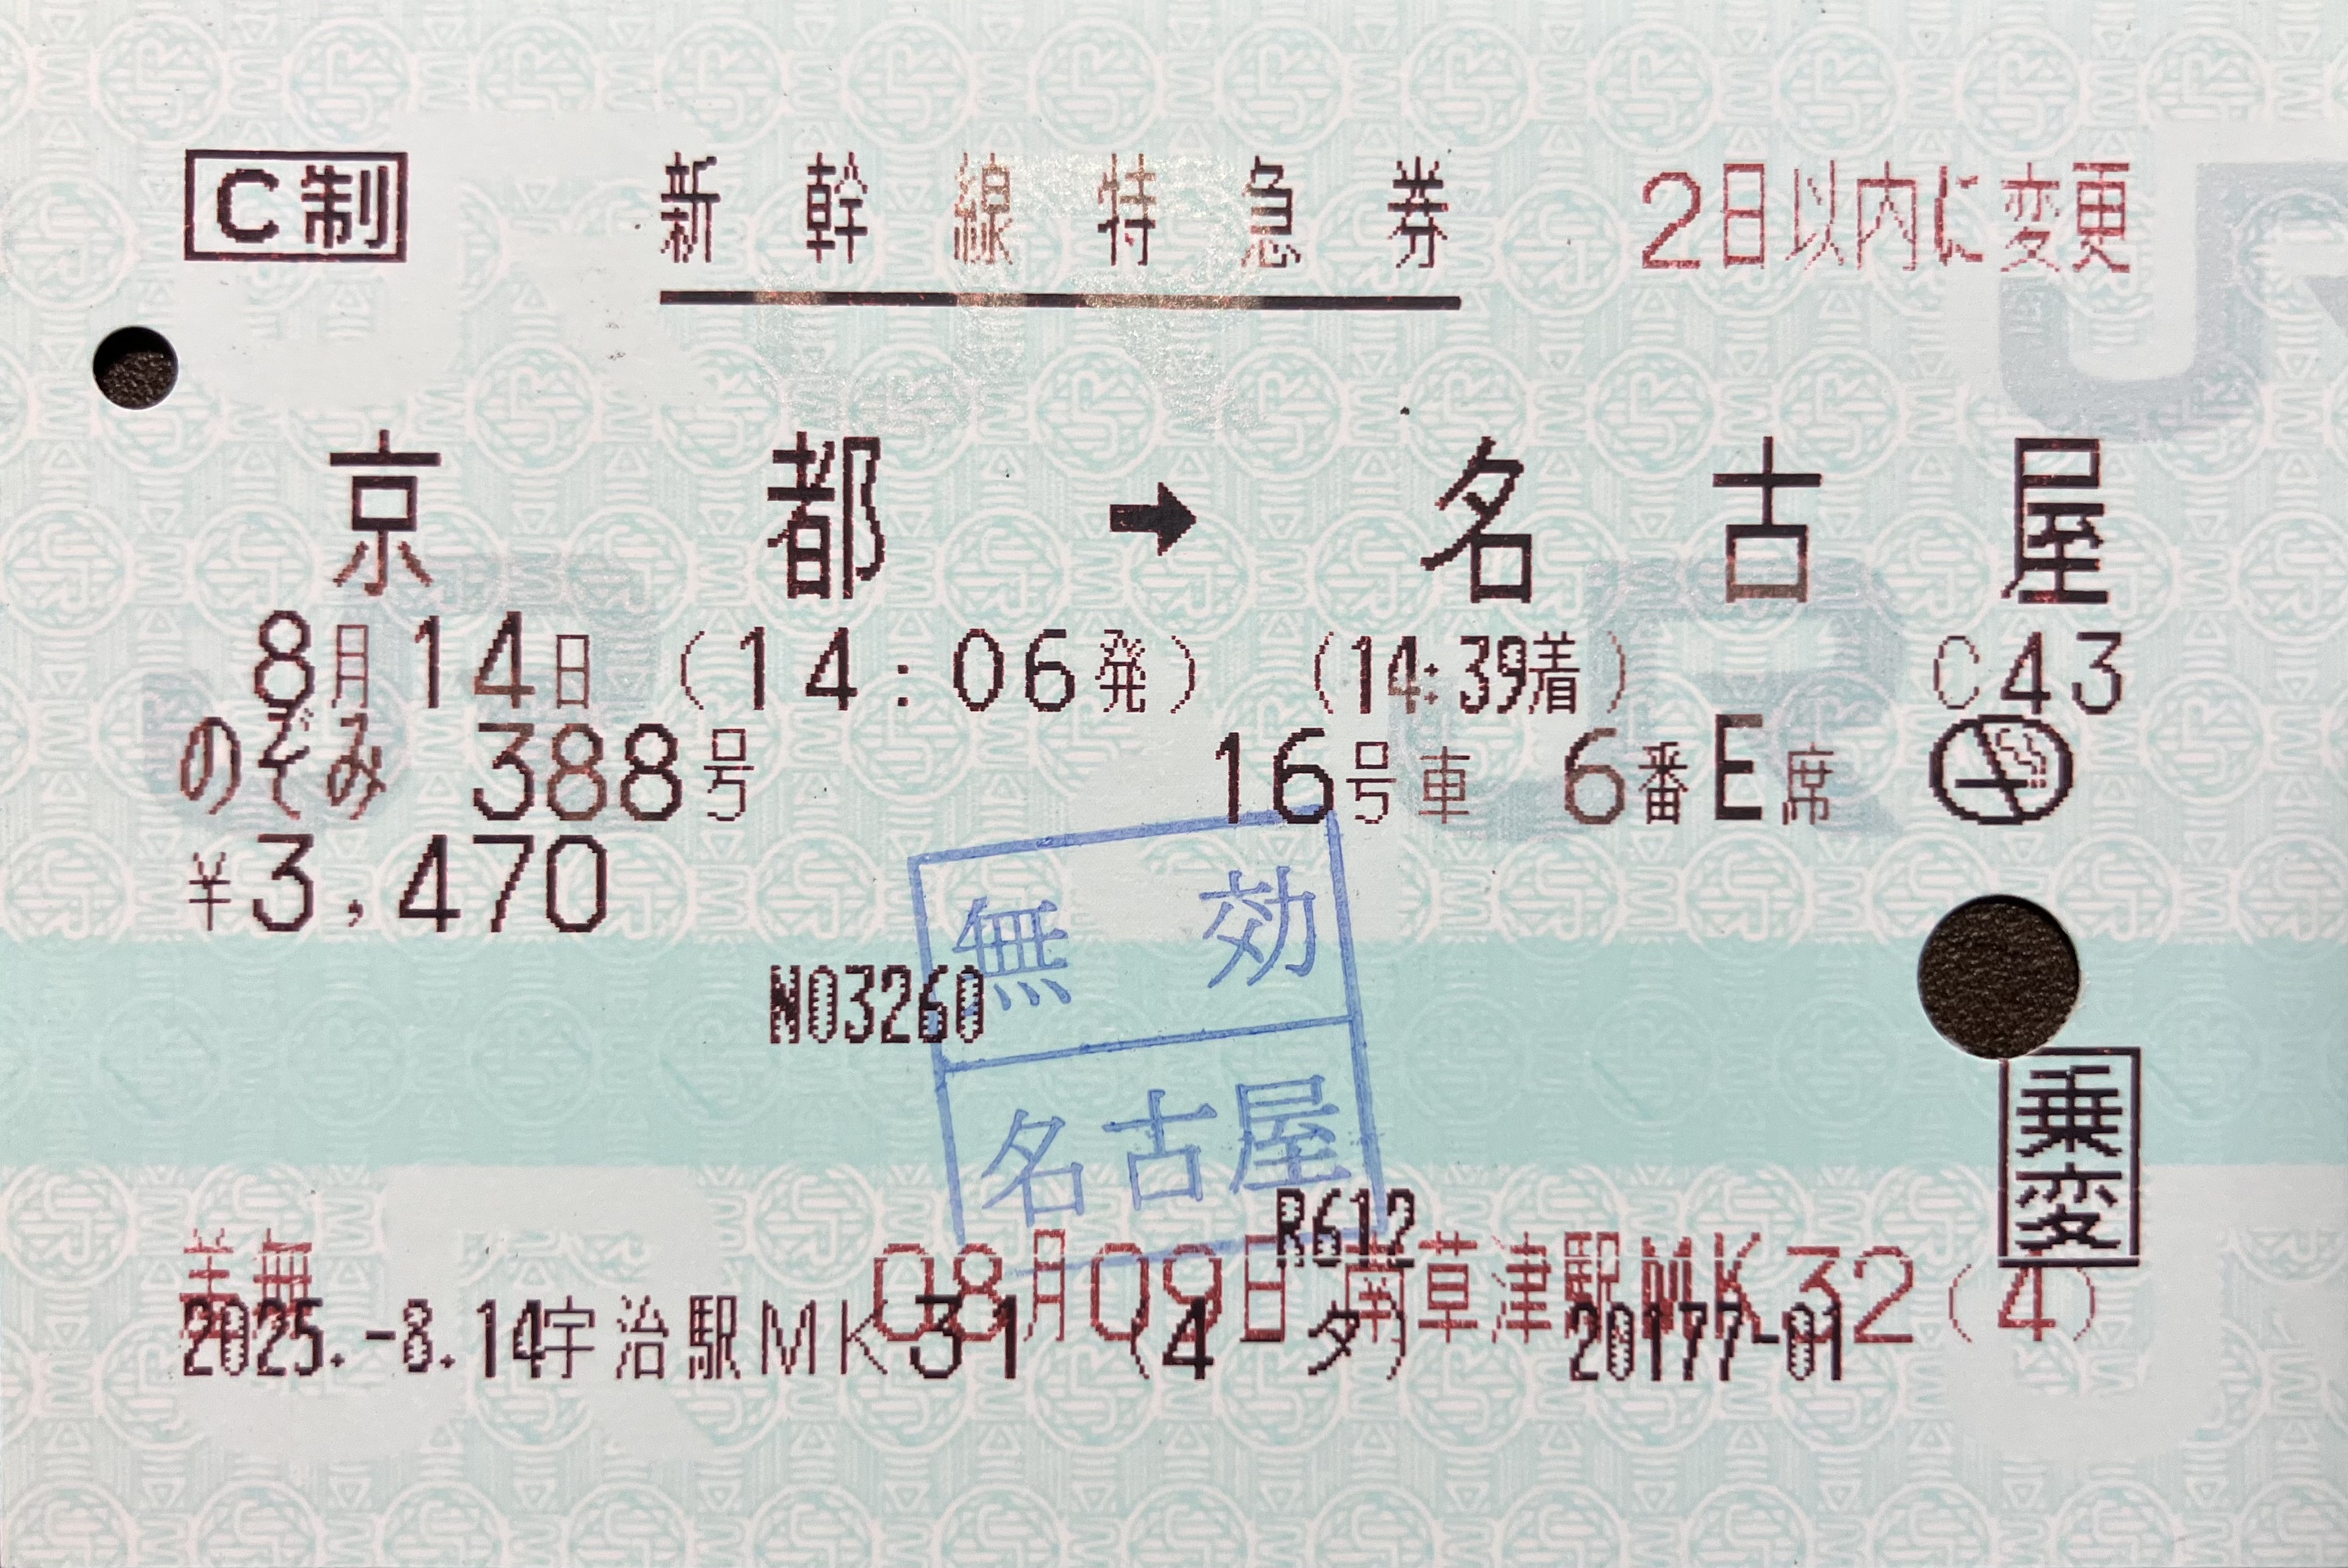 C制 新幹線特急券 2日以内に変更
京都 → 名古屋
8月14日 (14:06発) (14:39着) C43
のぞみ 388号 16号車 6番E席
¥3,470
無効
N03260
名古屋
乗変
R612
08月09日 南草津駅MK32(4)
2025.-8.14宇治駅MK31 (4-タ) 20177-01